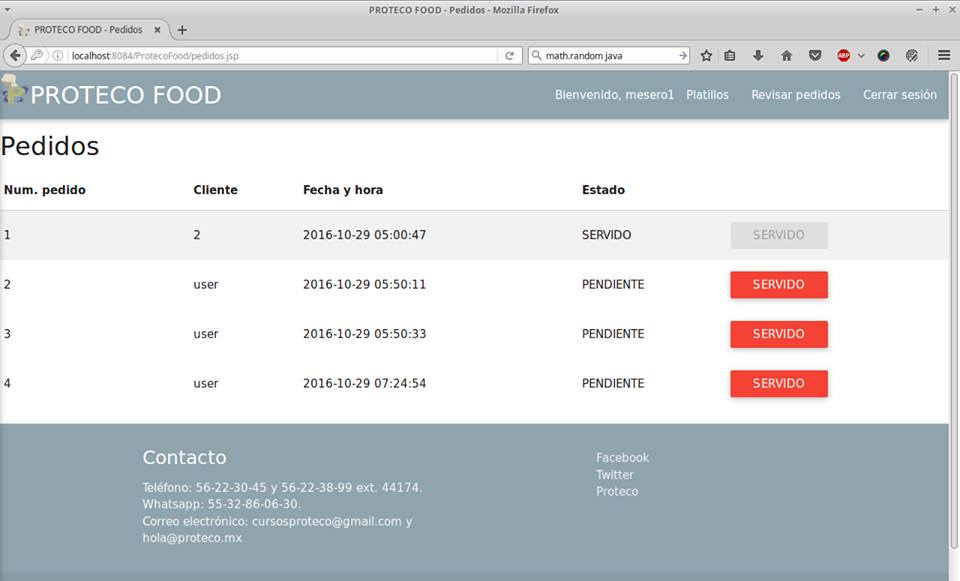 PROTECO FOOD - Pedidos - Mozilla Firefox
PROTECO FOOD - Pedidos
localhost:8084/ProtecoFood/pedidos.jsp
math.random java
ABP
PROTECO FOOD
Bienvenido, mesero1 Platillos Revisar pedidos Cerrar sesión
Pedidos
Num. pedido Cliente Fecha y hora Estado
1 2 2016-10-29 05:00:47 SERVIDO SERVIDO
2 user 2016-10-29 05:50:11 PENDIENTE SERVIDO
3 user 2016-10-29 05:50:33 PENDIENTE SERVIDO
4 user 2016-10-29 07:24:54 PENDIENTE SERVIDO
Contacto
Teléfono: 56-22-30-45 y 56-22-38-99 ext. 44174.
Whatsapp: 55-32-86-06-30.
Correo electrónico: cursosproteco@gmail.com y
hola@proteco.mx
Facebook
Twitter
Proteco